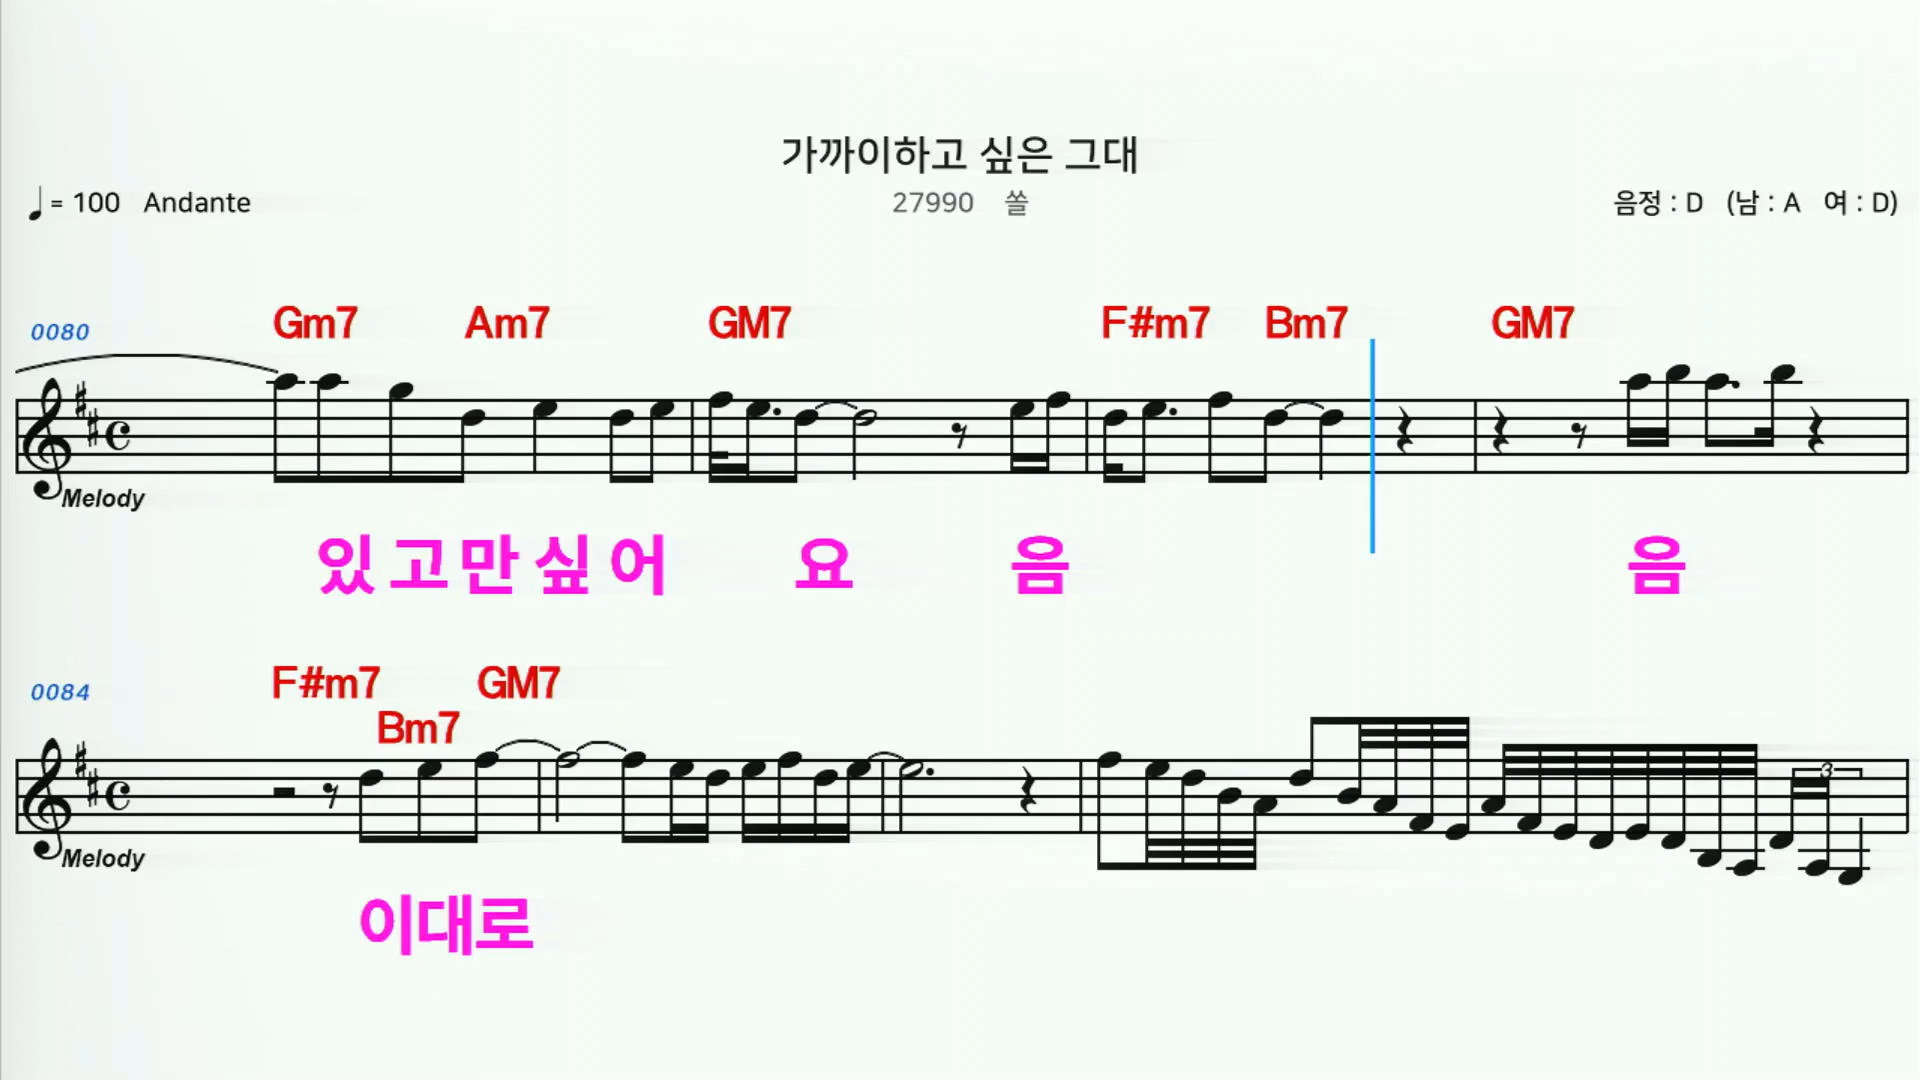 가까이하고 싶은 그대
= 100 Andante
27990 쏠
음정 : D (남 : A 여 : D)
0080
Gm7 Am7 GM7 F#m7 Bm7 GM7
Melody
있 고 만 싶 어 요 음 음
0084
F#m7 GM7
Bm7
3
Melody
이대로